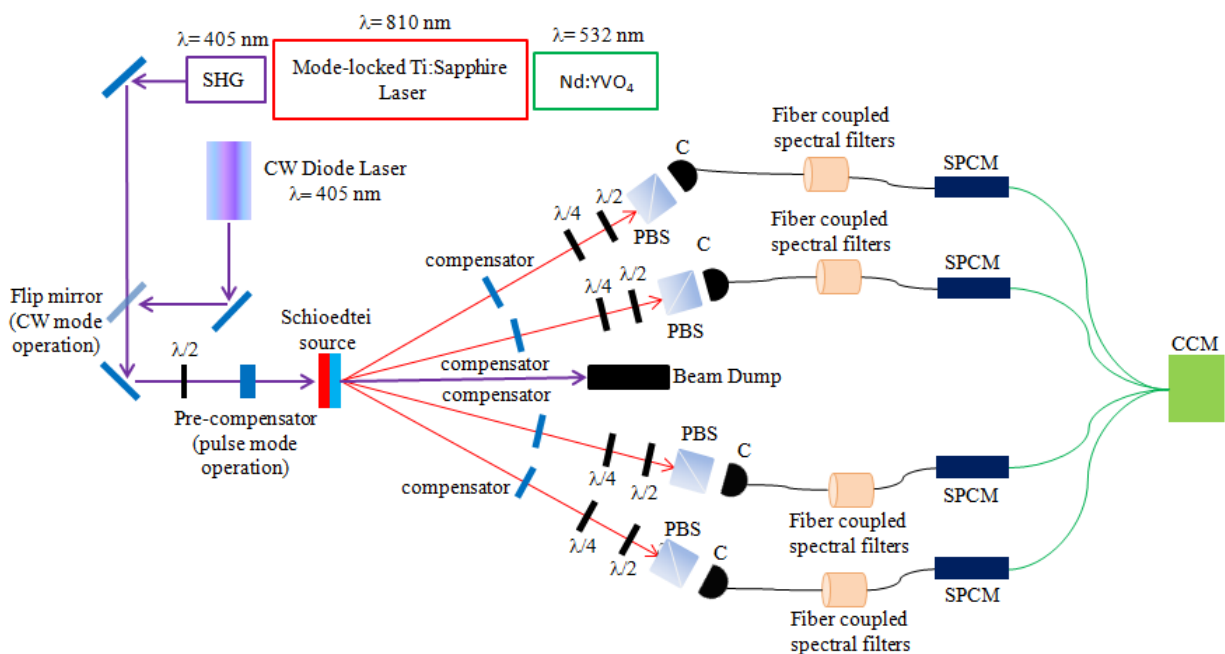 λ= 810 nm
λ= 405 nm
λ= 532 nm
SHG
Mode-locked Ti:Sapphire
Laser
Nd:YVO4
CW Diode Laser
λ= 405 nm
Flip mirror
(CW mode
operation)
λ/2
Pre-compensator
(pulse mode
operation)
Schioedtei
source
compensator
λ/4
λ/2
PBS
C
Fiber coupled
spectral filters
SPCM
compensator
λ/4
λ/2
PBS
C
Fiber coupled
spectral filters
SPCM
Beam Dump
CCM
compensator
λ/4
λ/2
PBS
C
Fiber coupled
spectral filters
SPCM
compensator
λ/4
λ/2
PBS
C
Fiber coupled
spectral filters
SPCM